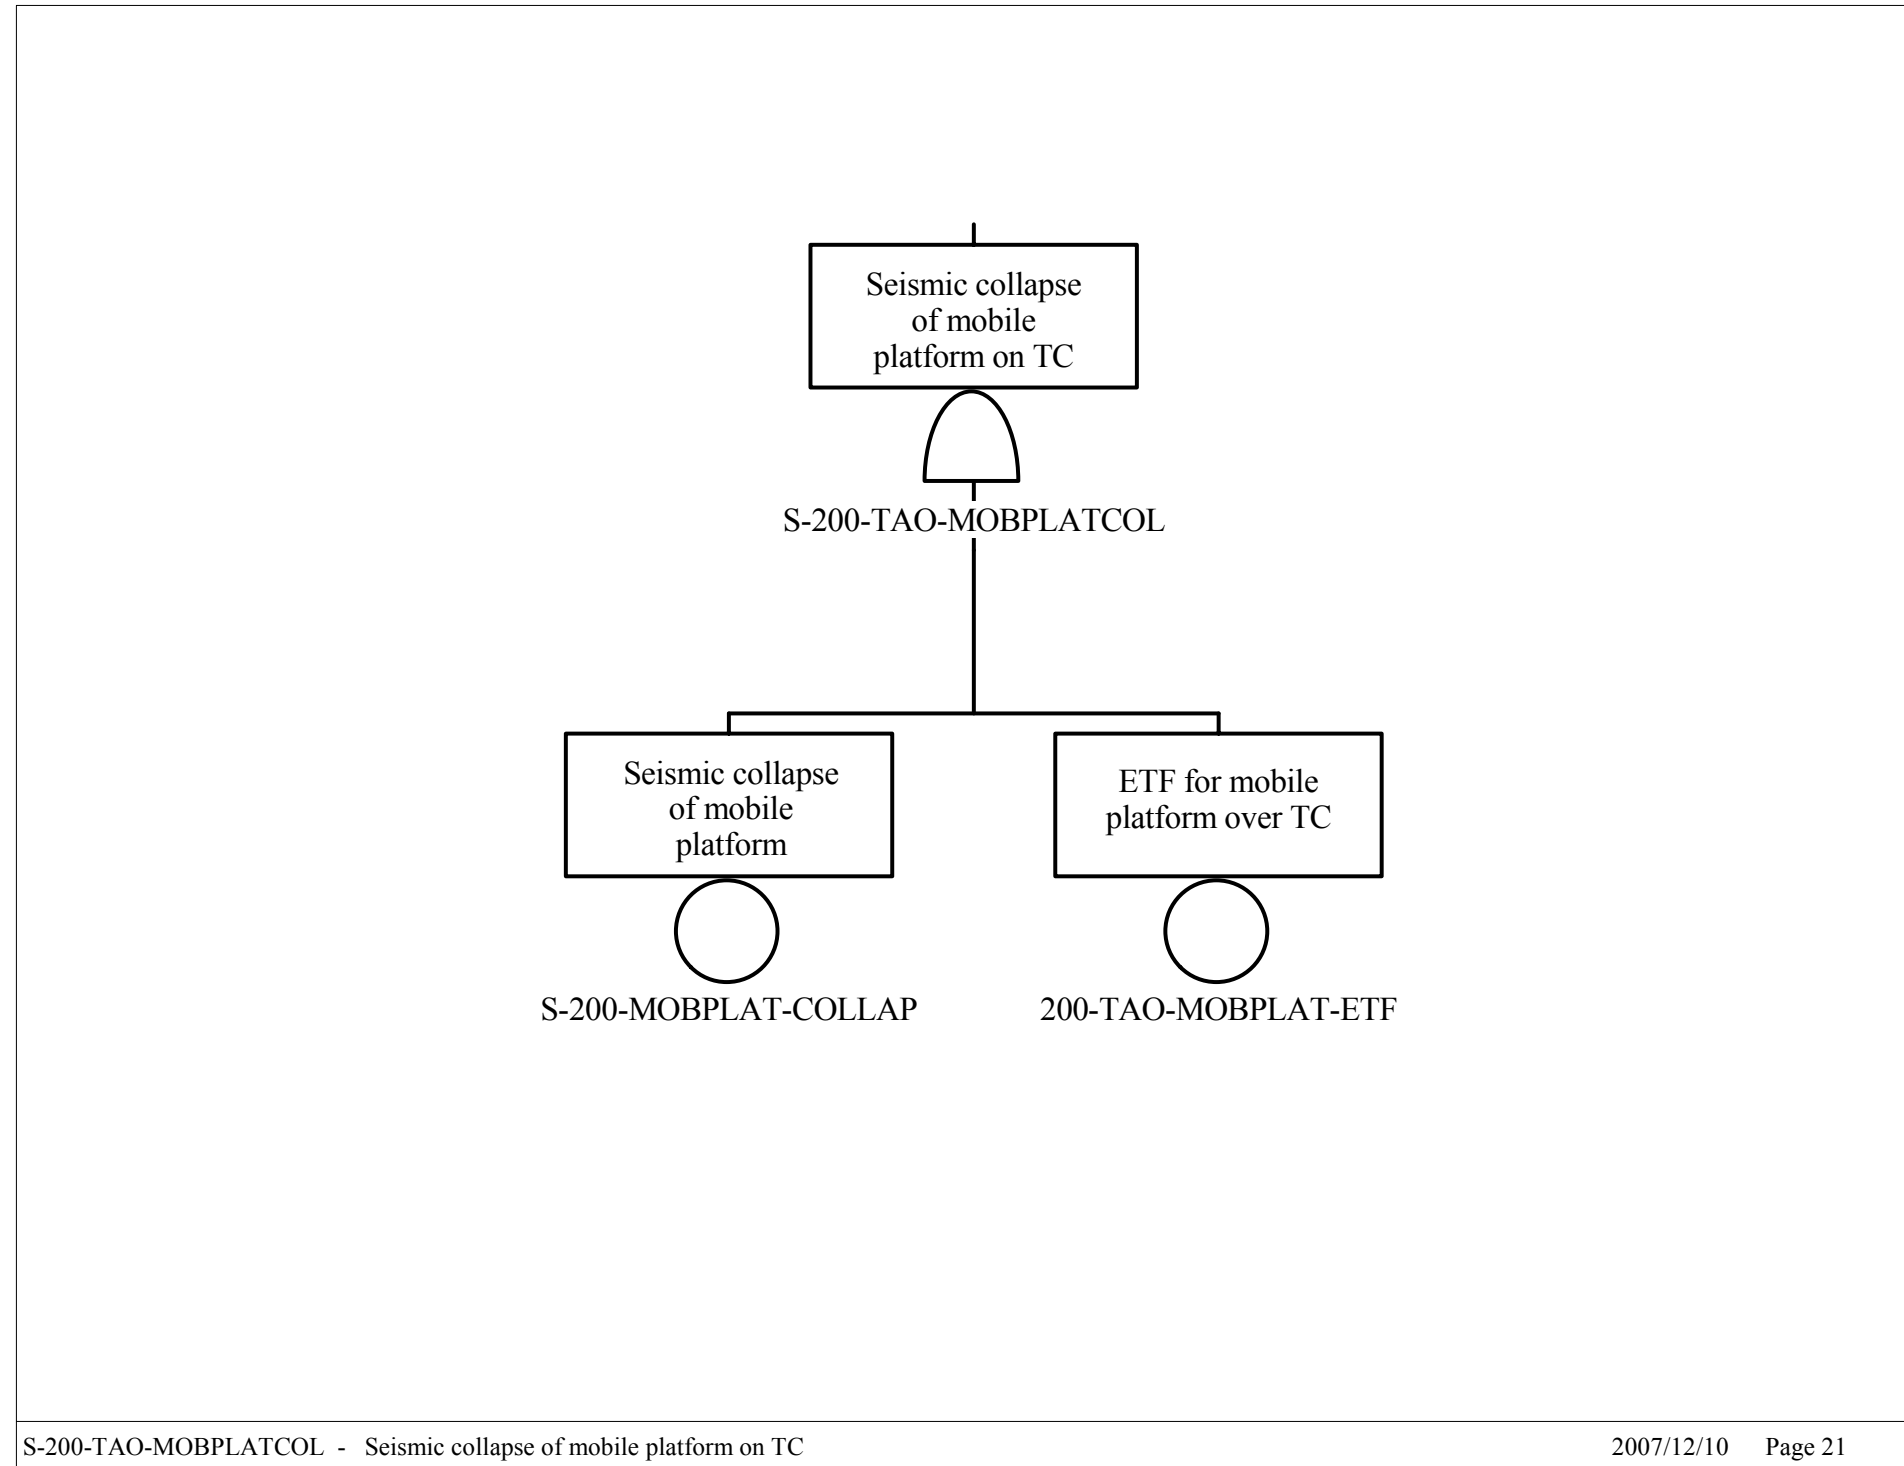 Seismic collapse
of mobile
platform on TC
S-200-TAO-MOBPLATCOL
Seismic collapse
of mobile
platform
ETF for mobile
platform over TC
S-200-MOBPLAT-COLLAP
200-TAO-MOBPLAT-ETF
S-200-TAO-MOBPLATCOL - Seismic collapse of mobile platform on TC
2007/12/10 Page 21